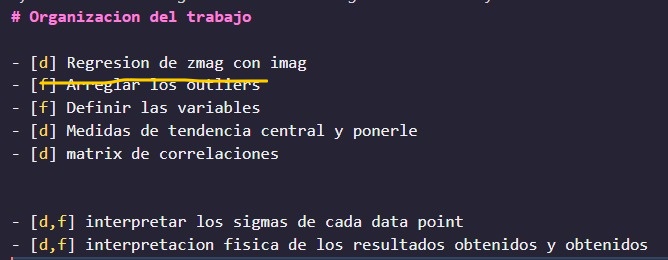 # Organizacion del trabajo
- [d] Regresion de zmag con imag
- [f] Arreglar los outliers
- [f] Definir las variables
- [d] Medidas de tendencia central y ponerle
- [d] matrix de correlaciones
- [d,f] interpretar los sigmas de cada data point
- [d,f] interpretacion fisica de los resultados obtenidos y obtenidos